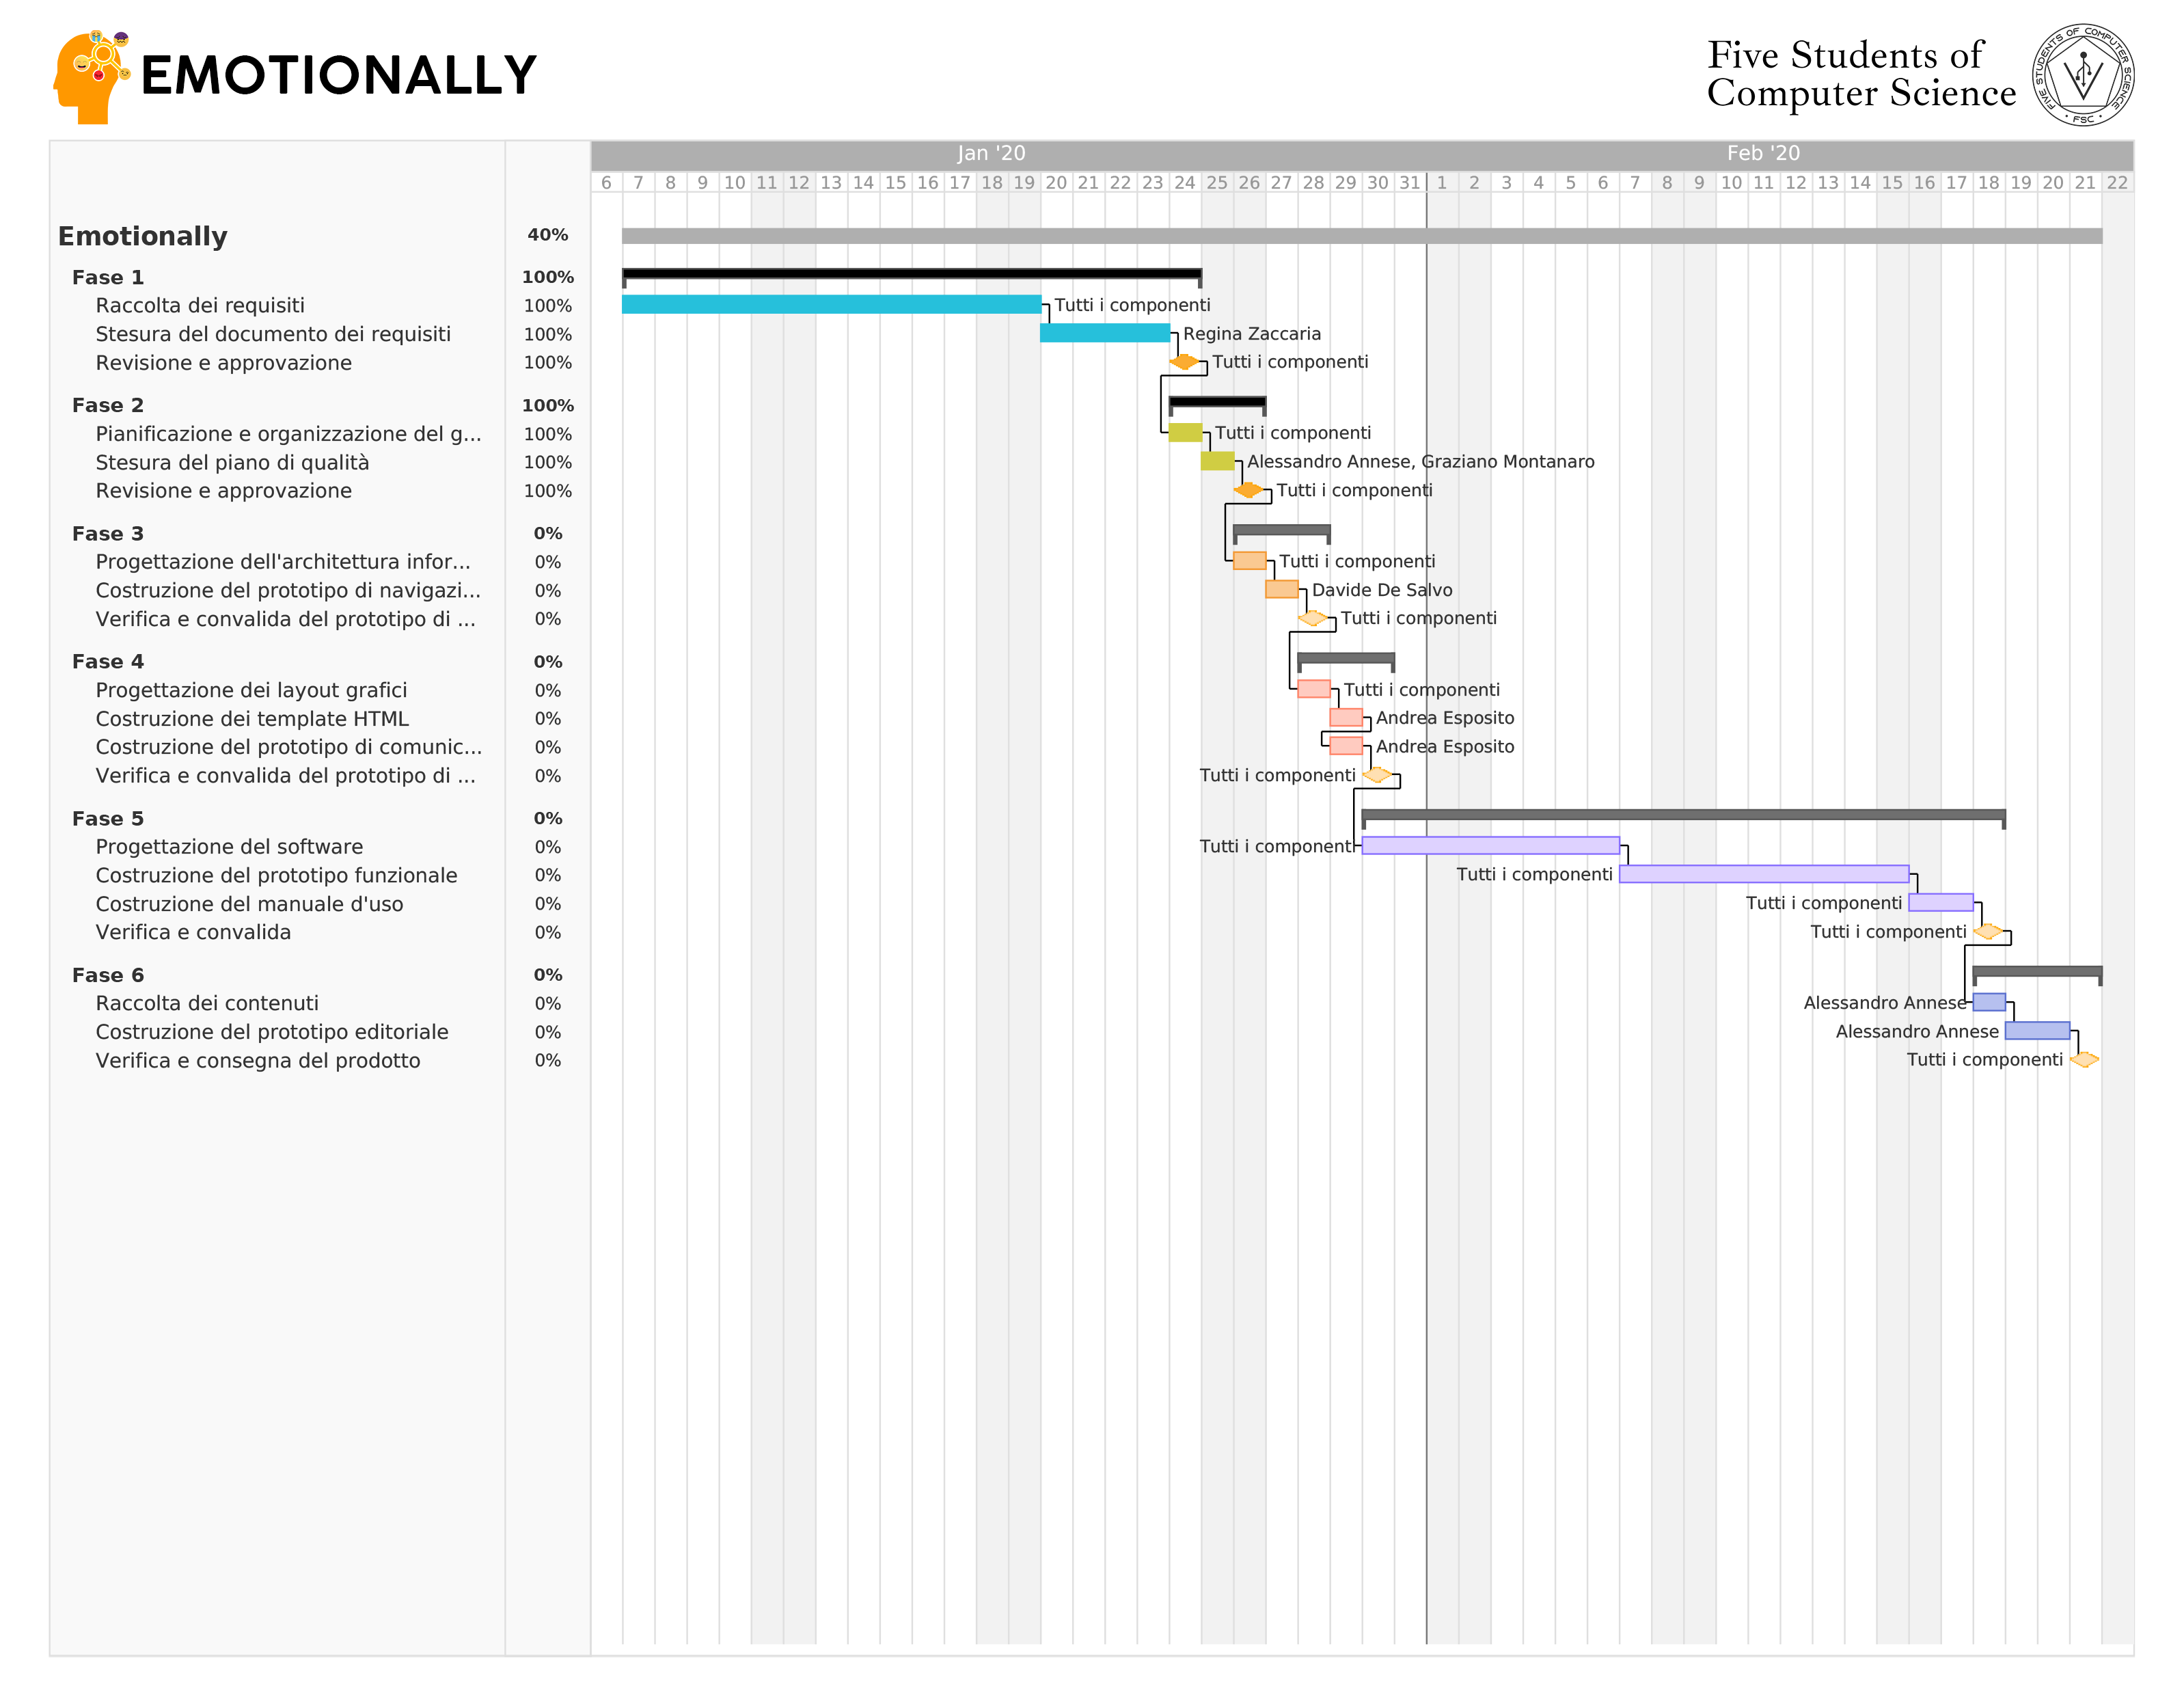 EMOTIONALLY
Five Students of
Computer Science
FIVE STUDENTS OF COMPUTER SCIENCE
• FSC •
Jan '20 Feb '20
6 7 8 9 10 11 12 13 14 15 16 17 18 19 20 21 22 23 24 25 26 27 28 29 30 31 1 2 3 4 5 6 7 8 9 10 11 12 13 14 15 16 17 18 19 20 21 22
Emotionally 40%
Fase 1 100%
Raccolta dei requisiti 100% Tutti i componenti
Stesura del documento dei requisiti 100% Regina Zaccaria
Revisione e approvazione 100% Tutti i componenti
Fase 2 100%
Pianificazione e organizzazione del g... 100% Tutti i componenti
Stesura del piano di qualità 100% Alessandro Annese, Graziano Montanaro
Revisione e approvazione 100% Tutti i componenti
Fase 3 0%
Progettazione dell'architettura infor... 0% Tutti i componenti
Costruzione del prototipo di navigazi... 0% Davide De Salvo
Verifica e convalida del prototipo di ... 0% Tutti i componenti
Fase 4 0%
Progettazione dei layout grafici 0% Tutti i componenti
Costruzione dei template HTML 0% Andrea Esposito
Costruzione del prototipo di comunic... 0% Andrea Esposito
Verifica e convalida del prototipo di ... 0% Tutti i componenti
Fase 5 0%
Progettazione del software 0% Tutti i componenti
Costruzione del prototipo funzionale 0% Tutti i componenti
Costruzione del manuale d'uso 0% Tutti i componenti
Verifica e convalida 0% Tutti i componenti
Fase 6 0%
Raccolta dei contenuti 0% Alessandro Annese
Costruzione del prototipo editoriale 0% Alessandro Annese
Verifica e consegna del prodotto 0% Tutti i componenti